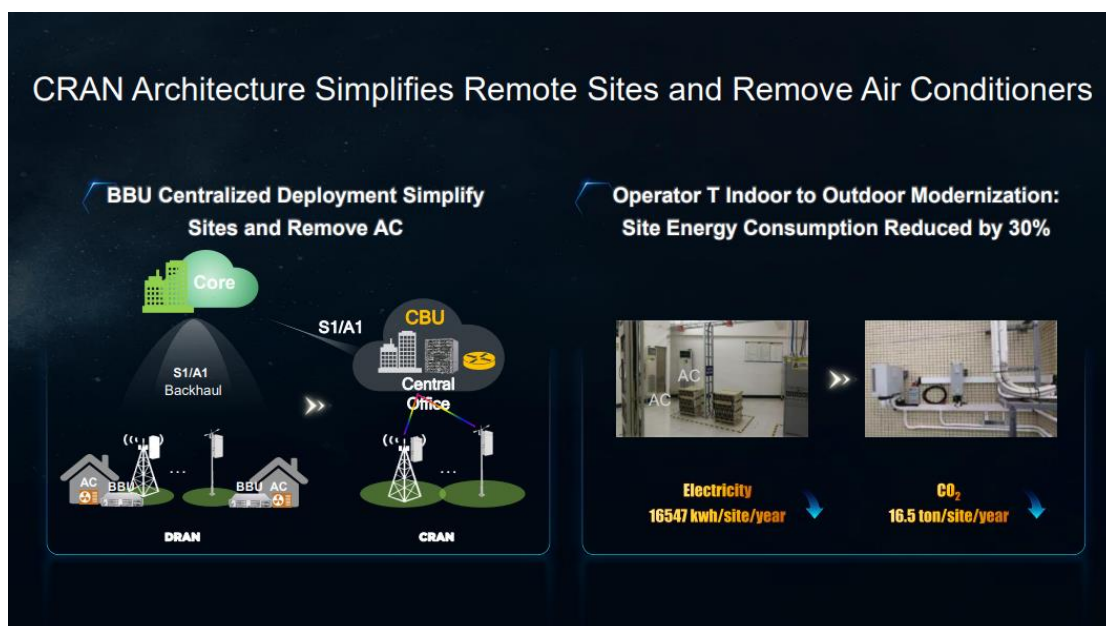 CRAN Architecture Simplifies Remote Sites and Remove Air Conditioners
BBU Centralized Deployment Simplify
Sites and Remove AC
Core
S1/A1
CBU
S1/A1
Backhaul
Central
Office
...
...
AC
BBU
BBU
AC
DRAN
CRAN
Operator T Indoor to Outdoor Modernization:
Site Energy Consumption Reduced by 30%
AC
AC
Electricity
16547 kwh/site/year
CO₂
16.5 ton/site/year